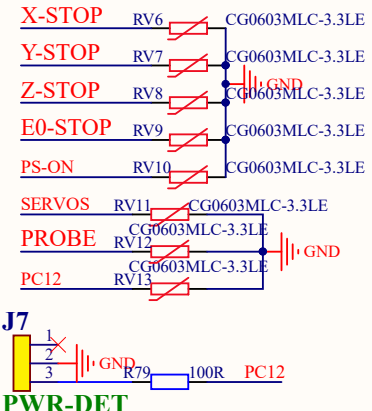 X-STOP RV6 CG0603MLC-3.3LE
Y-STOP RV7 CG0603MLC-3.3LE
GND
Z-STOP RV8 CG0603MLC-3.3LE
E0-STOP RV9 CG0603MLC-3.3LE
PS-ON RV10 CG0603MLC-3.3LE
SERVOS RV11 CG0603MLC-3.3LE
PROBE RV12 CG0603MLC-3.3LE
GND
PC12 RV13 CG0603MLC-3.3LE
J7
1
2 GND
3 R79 100R PC12
PWR-DET